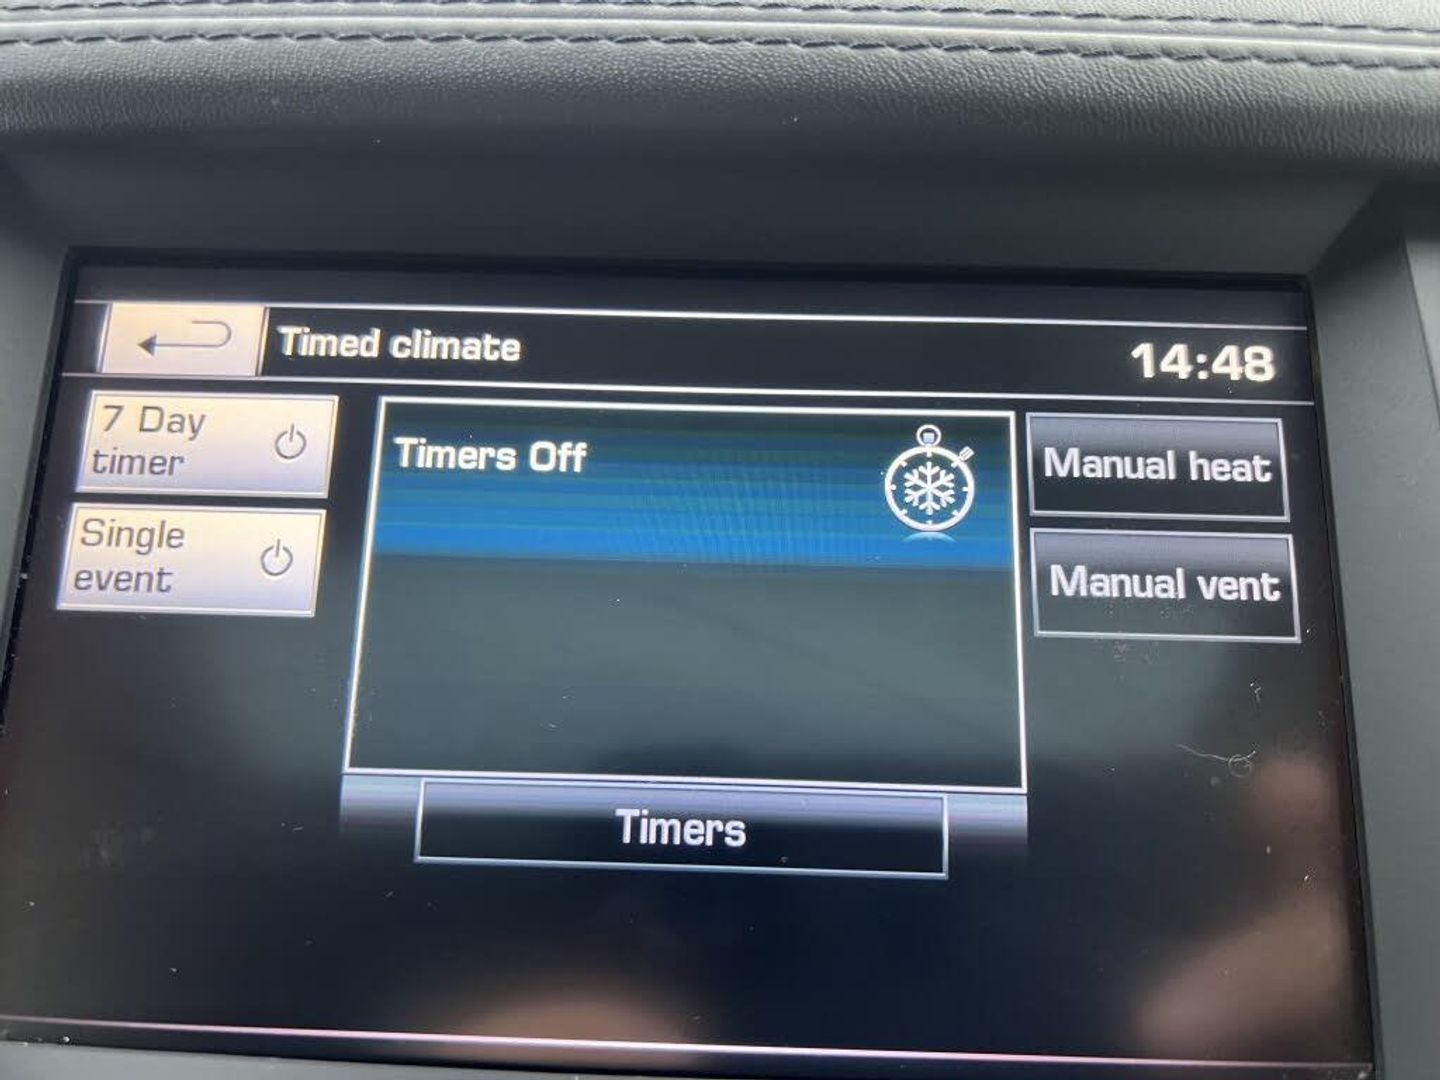 Timed climate
14:48
7 Day
timer
Single
event
Timers Off
Manual heat
Manual vent
Timers